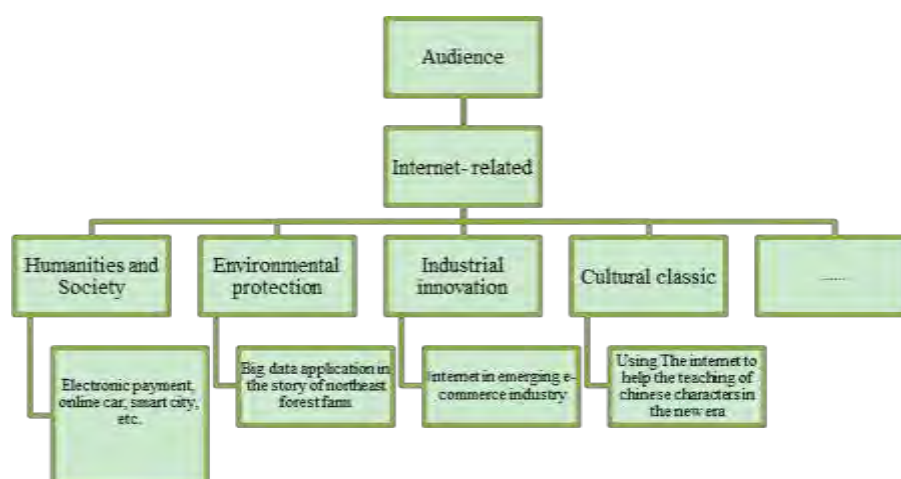 Audience
Internet- related
Humanities and
Society
Environmental
protection
Industrial
innovation
Cultural classic
......
Electronic payment,
online car, smart city,
etc.
Big data application in
the story of northeast
forest farm
Internet in emerging e-
commerce industry
Using The internet to
help the teaching of
chinese characters in
the new era